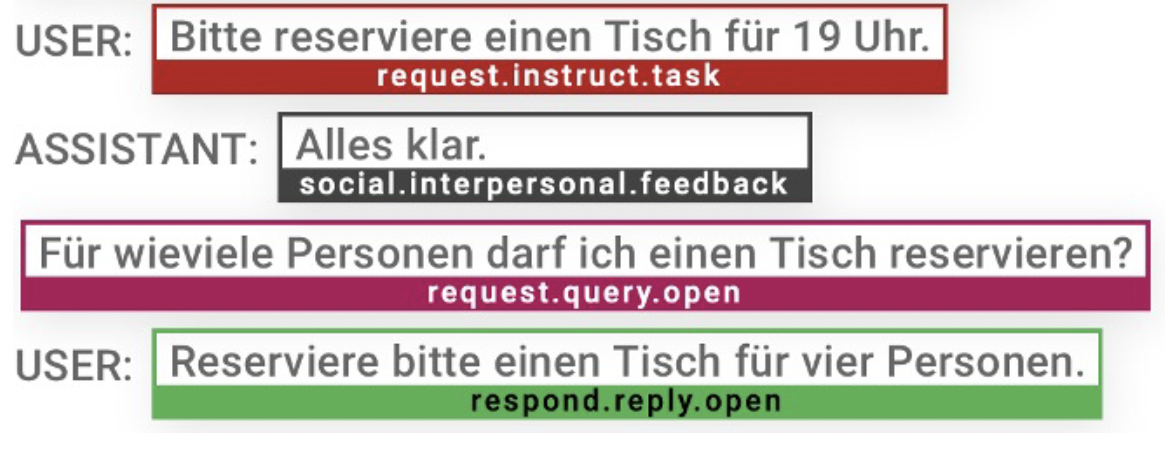 USER: Bitte reserviere einen Tisch für 19 Uhr.
request.instruct.task
ASSISTANT: Alles klar.
social.interpersonal.feedback
Für wieviele Personen darf ich einen Tisch reservieren?
request.query.open
USER: Reserviere bitte einen Tisch für vier Personen.
respond.reply.open